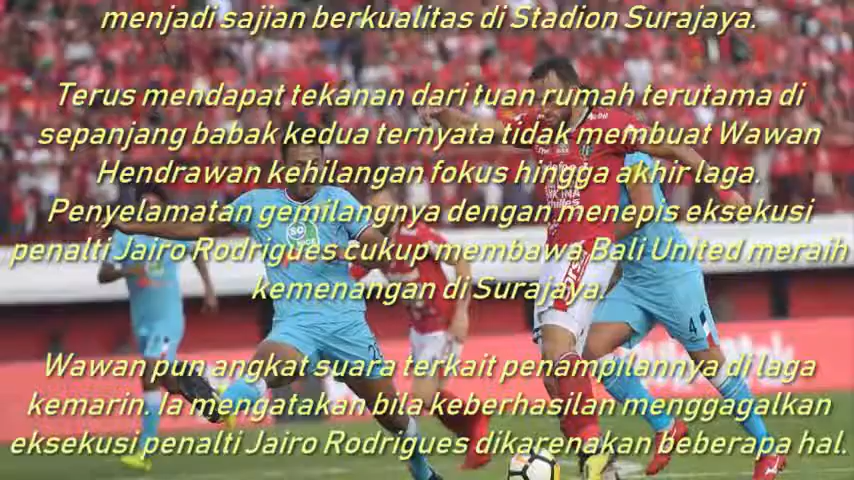 menjadi sajian berkualitas di Stadion Surajaya.
Terus mendapat tekanan dari tuan rumah terutama di
sepanjang babak kedua ternyata tidak membuat Wawan
Hendrawan kehilangan fokus hingga akhir laga.
Penyelamatan gemilangnya dengan menepis eksekusi
penalti Jairo Rodrigues cukup membawa Bali United meraih
kemenangan di Surajaya.
Wawan pun angkat suara terkait penampilannya di laga
kemarin. Ia mengatakan bila keberhasilan menggagalkan
eksekusi penalti Jairo Rodrigues dikarenakan beberapa hal.